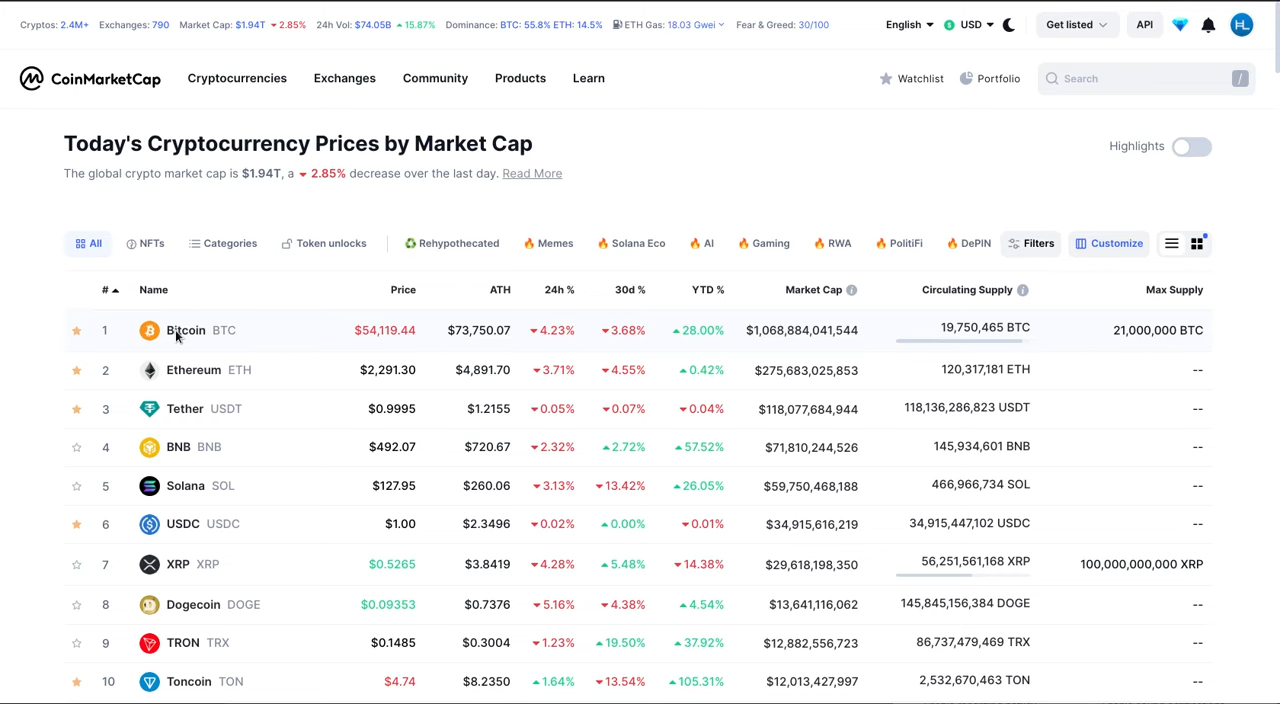 Cryptos: 2.4M+ Exchanges: 790 Market Cap: $1.94T 2.85% 24h Vol: $74.05B 15.87% Dominance: BTC: 55.8% ETH: 14.5% ETH Gas: 18.03 Gwei Fear & Greed: 30/100 English USD Get listed API HL
CoinMarketCap Cryptocurrencies Exchanges Community Products Learn Watchlist Portfolio Search /
Today's Cryptocurrency Prices by Market Cap Highlights
The global crypto market cap is $1.94T, a 2.85% decrease over the last day. Read More
All NFTs Categories Token unlocks Rehypothecated Memes Solana Eco AI Gaming RWA PolitiFi DePIN Filters Customize
# Name Price ATH 24h % 30d % YTD % Market Cap Circulating Supply Max Supply
1 Bitcoin BTC $54,119.44 $73,750.07 4.23% 3.68% 28.00% $1,068,884,041,544 19,750,465 BTC 21,000,000 BTC
2 Ethereum ETH $2,291.30 $4,891.70 3.71% 4.55% 0.42% $275,683,025,853 120,317,181 ETH --
3 Tether USDT $0.9995 $1.2155 0.05% 0.07% 0.04% $118,077,684,944 118,136,286,823 USDT --
4 BNB BNB $492.07 $720.67 2.32% 2.72% 57.52% $71,810,244,526 145,934,601 BNB --
5 Solana SOL $127.95 $260.06 3.13% 13.42% 26.05% $59,750,468,188 466,966,734 SOL --
6 USDC USDC $1.00 $2.3496 0.02% 0.00% 0.01% $34,915,616,219 34,915,447,102 USDC --
7 XRP XRP $0.5265 $3.8419 4.28% 5.48% 14.38% $29,618,198,350 56,251,561,168 XRP 100,000,000,000 XRP
8 Dogecoin DOGE $0.09353 $0.7376 5.16% 4.38% 4.54% $13,641,116,062 145,845,156,384 DOGE --
9 TRON TRX $0.1485 $0.3004 1.23% 19.50% 37.92% $12,882,556,723 86,737,479,469 TRX --
10 Toncoin TON $4.74 $8.2350 1.64% 13.54% 105.31% $12,013,427,997 2,532,670,463 TON --